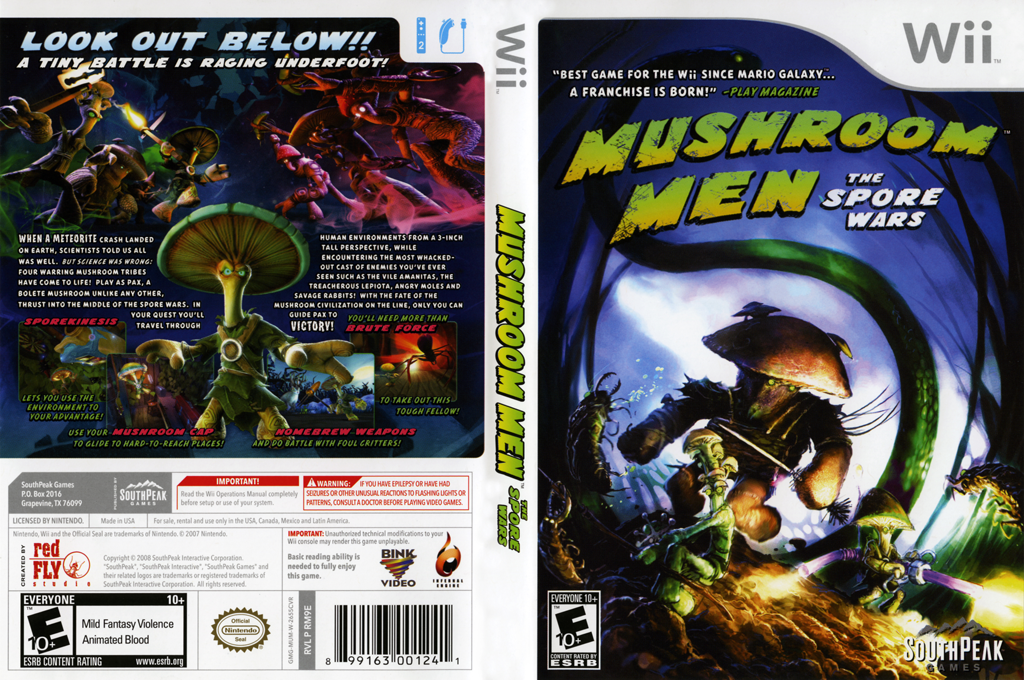 LOOK OUT BELOW!!
A TINY BATTLE IS RAGING UNDERFOOT!
2
WHEN A METEORITE CRASH LANDED
ON EARTH, SCIENTISTS TOLD US ALL
WAS WELL. BUT SCIENCE WAS WRONG:
FOUR WARRING MUSHROOM TRIBES
HAVE COME TO LIFE! PLAY AS PAX, A
BOLETE MUSHROOM UNLIKE ANY OTHER,
THRUST INTO THE MIDDLE OF THE SPORE WARS. IN
YOUR QUEST YOU'LL
TRAVEL THROUGH
HUMAN ENVIRONMENTS FROM A 3-INCH
TALL PERSPECTIVE, WHILE
ENCOUNTERING THE MOST WHACKED-
OUT CAST OF ENEMIES YOU'VE EVER
SEEN SUCH AS THE VILE AMANITAS, THE
TREACHEROUS LEPIOTA, ANGRY MOLES AND
SAVAGE RABBITS! WITH THE FATE OF THE
MUSHROOM CIVILIZATION ON THE LINE, ONLY YOU CAN
GUIDE PAX TO
VICTORY!
SPOREKINESIS
LETS YOU USE THE
ENVIRONMENT TO
YOUR ADVANTAGE!
YOU'LL NEED MORE THAN
BRUTE FORCE
TO TAKE OUT THIS
TOUGH FELLOW!
USE YOUR MUSHROOM CAP
TO GLIDE TO HARD-TO-REACH PLACES!
HOMEBREW WEAPONS
AND DO BATTLE WITH FOUL CRITTERS!
SouthPeak Games
P.O. Box 2016
Grapevine, TX 76099
PUBLISHED BY
SOUTHPEAK
GAMES
IMPORTANT!
Read the Wii Operations Manual completely
before setup or use of your system.
WARNING: IF YOU HAVE EPILEPSY OR HAVE HAD
SEIZURES OR OTHER UNUSUAL REACTIONS TO FLASHING LIGHTS OR
PATTERNS, CONSULT A DOCTOR BEFORE PLAYING VIDEO GAMES.
LICENSED BY NINTENDO.
Made in USA
For sale, rental and use only in the USA, Canada, Mexico and Latin America.
Nintendo, Wii and the Official Seal are trademarks of Nintendo. © 2007 Nintendo.
CREATED BY
red
FLY
studio
Copyright © 2008 SouthPeak Interactive Corporation.
"SouthPeak", "SouthPeak Interactive", "SouthPeak Games" and
their related logos are trademarks or registered trademarks of
SouthPeak Interactive Corporation. All rights reserved.
IMPORTANT: Unauthorized technical modifications to your
Wii console may render this game unplayable.
Basic reading ability is
needed to fully enjoy
this game.
BINK
VIDEO
INFERNAL
ENGINE
EVERYONE 10+
E
10+
ESRB CONTENT RATING
www.esrb.org
Mild Fantasy Violence
Animated Blood
Official
Nintendo
Seal
GMG-MUM-W-2655CVR
RVL P RM9E
8 99163 00124 1
Wii
MUSHROOM MEN
THE
SPORE
WARS
Wii
"BEST GAME FOR THE Wii SINCE MARIO GALAXY...
A FRANCHISE IS BORN!" -PLAY MAGAZINE
MUSHROOM
MEN
THE
SPORE
WARS
EVERYONE 10+
E
10+
CONTENT RATED BY
ESRB
SOUTHPEAK
GAMES